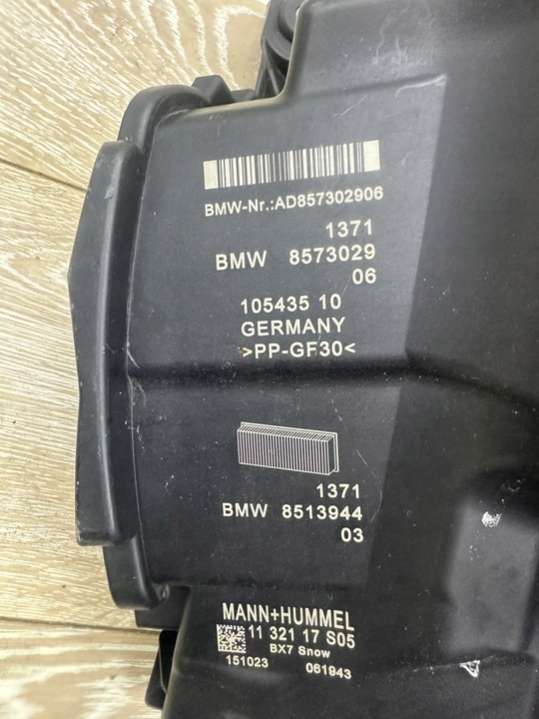 BMW-Nr.:AD857302906
1371
BMW 8573029
06
105435 10
GERMANY
>PP-GF30<
1371
BMW 8513944
03
MANN+HUMMEL
11 321 17 S05
BX7 Snow
151023 061943